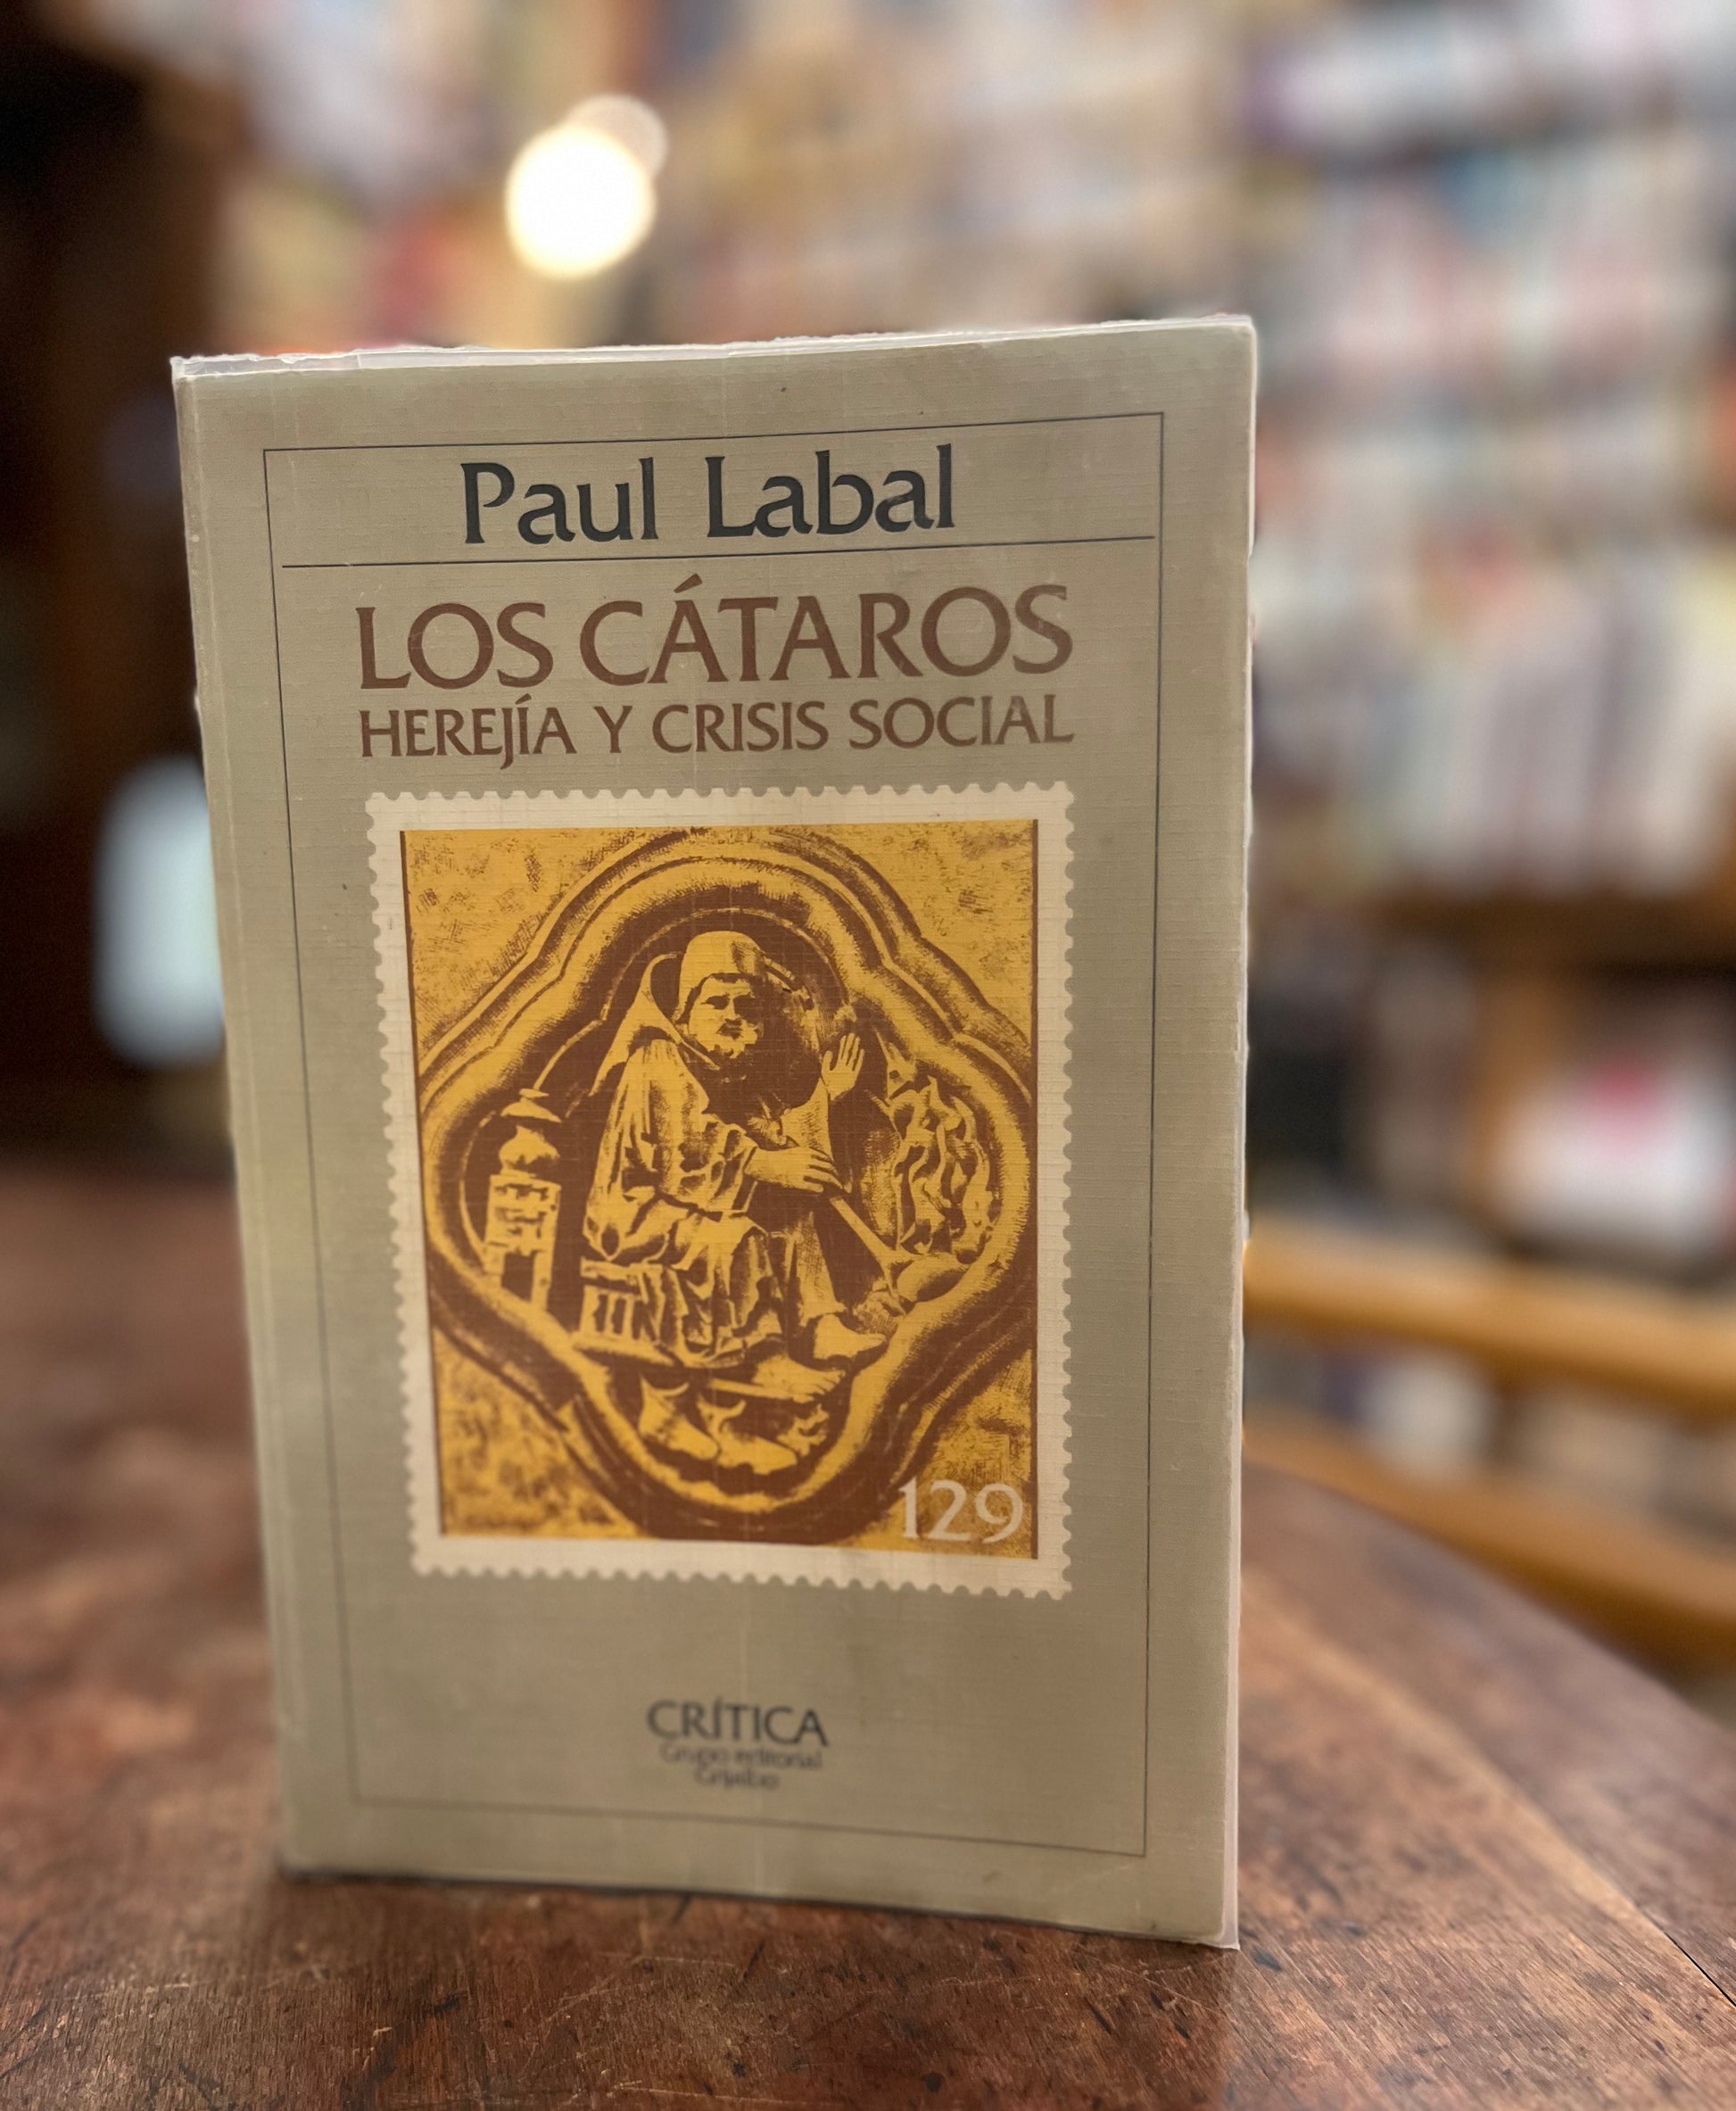 Paul Labal
LOS CÁTAROS
HEREJÍA Y CRISIS SOCIAL
129
CRÍTICA
Grupo editorial
Grijalbo